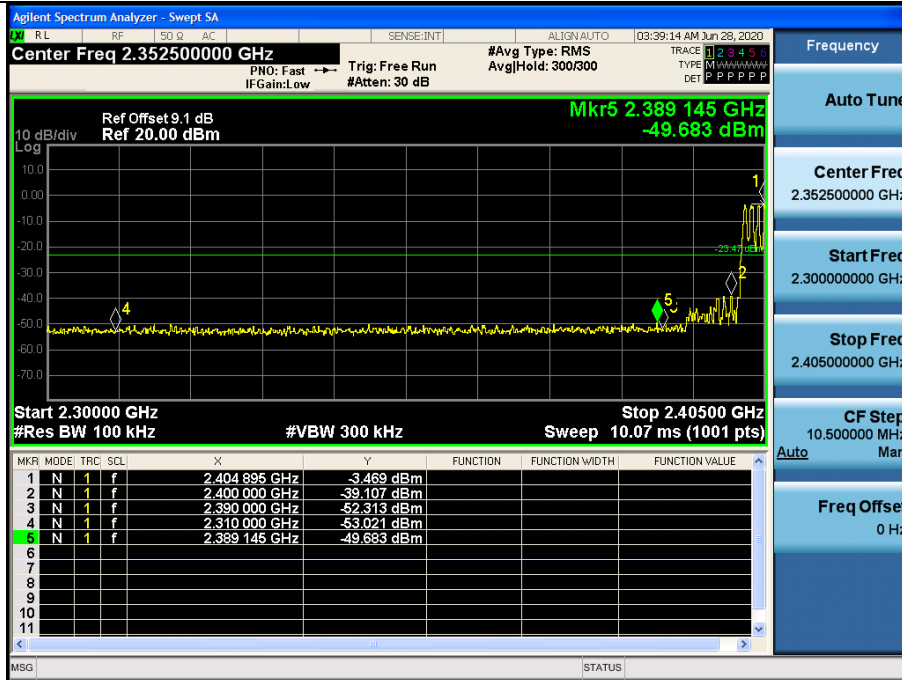 Agilent Spectrum Analyzer - Swept SA
LXI RL RF 50 Ω AC SENSE:INT ALIGNAUTO 03:39:14 AM Jun 28, 2020
Center Freq 2.352500000 GHz
PNO: Fast
IFGain:Low
Trig: Free Run
#Atten: 30 dB
#Avg Type: RMS
Avg|Hold: 300/300
TRACE 1 2 3 4 5 6
TYPE M W W W W W
DET P P P P P P
Mkr5 2.389 145 GHz
-49.683 dBm
Ref Offset 9.1 dB
10 dB/div Ref 20.00 dBm
Log
10.0
0.00
-10.0
-20.0
-30.0
-40.0
-50.0
-60.0
-70.0
1
-23.47 dBm
2
4
5
Start 2.30000 GHz Stop 2.40500 GHz
#Res BW 100 kHz #VBW 300 kHz Sweep 10.07 ms (1001 pts)
MKR MODE TRC SCL X Y FUNCTION FUNCTION WIDTH FUNCTION VALUE
1 N 1 f 2.404 895 GHz -3.469 dBm
2 N 1 f 2.400 000 GHz -39.107 dBm
3 N 1 f 2.390 000 GHz -52.313 dBm
4 N 1 f 2.310 000 GHz -53.021 dBm
5 N 1 f 2.389 145 GHz -49.683 dBm
6
7
8
9
10
11
MSG STATUS
Frequency
Auto Tune
Center Freq
2.352500000 GHz
Start Freq
2.300000000 GHz
Stop Freq
2.405000000 GHz
CF Step
10.500000 MHz
Auto Man
Freq Offset
0 Hz